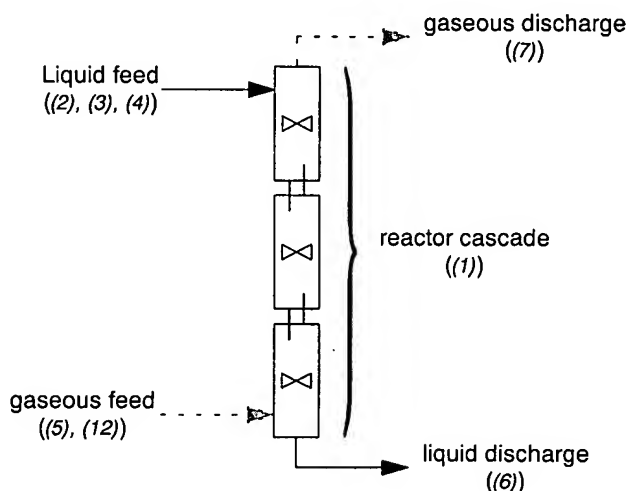 gaseous discharge
((7))
Liquid feed
((2), (3), (4))
reactor cascade
((1))
gaseous feed
((5), (12))
liquid discharge
((6))